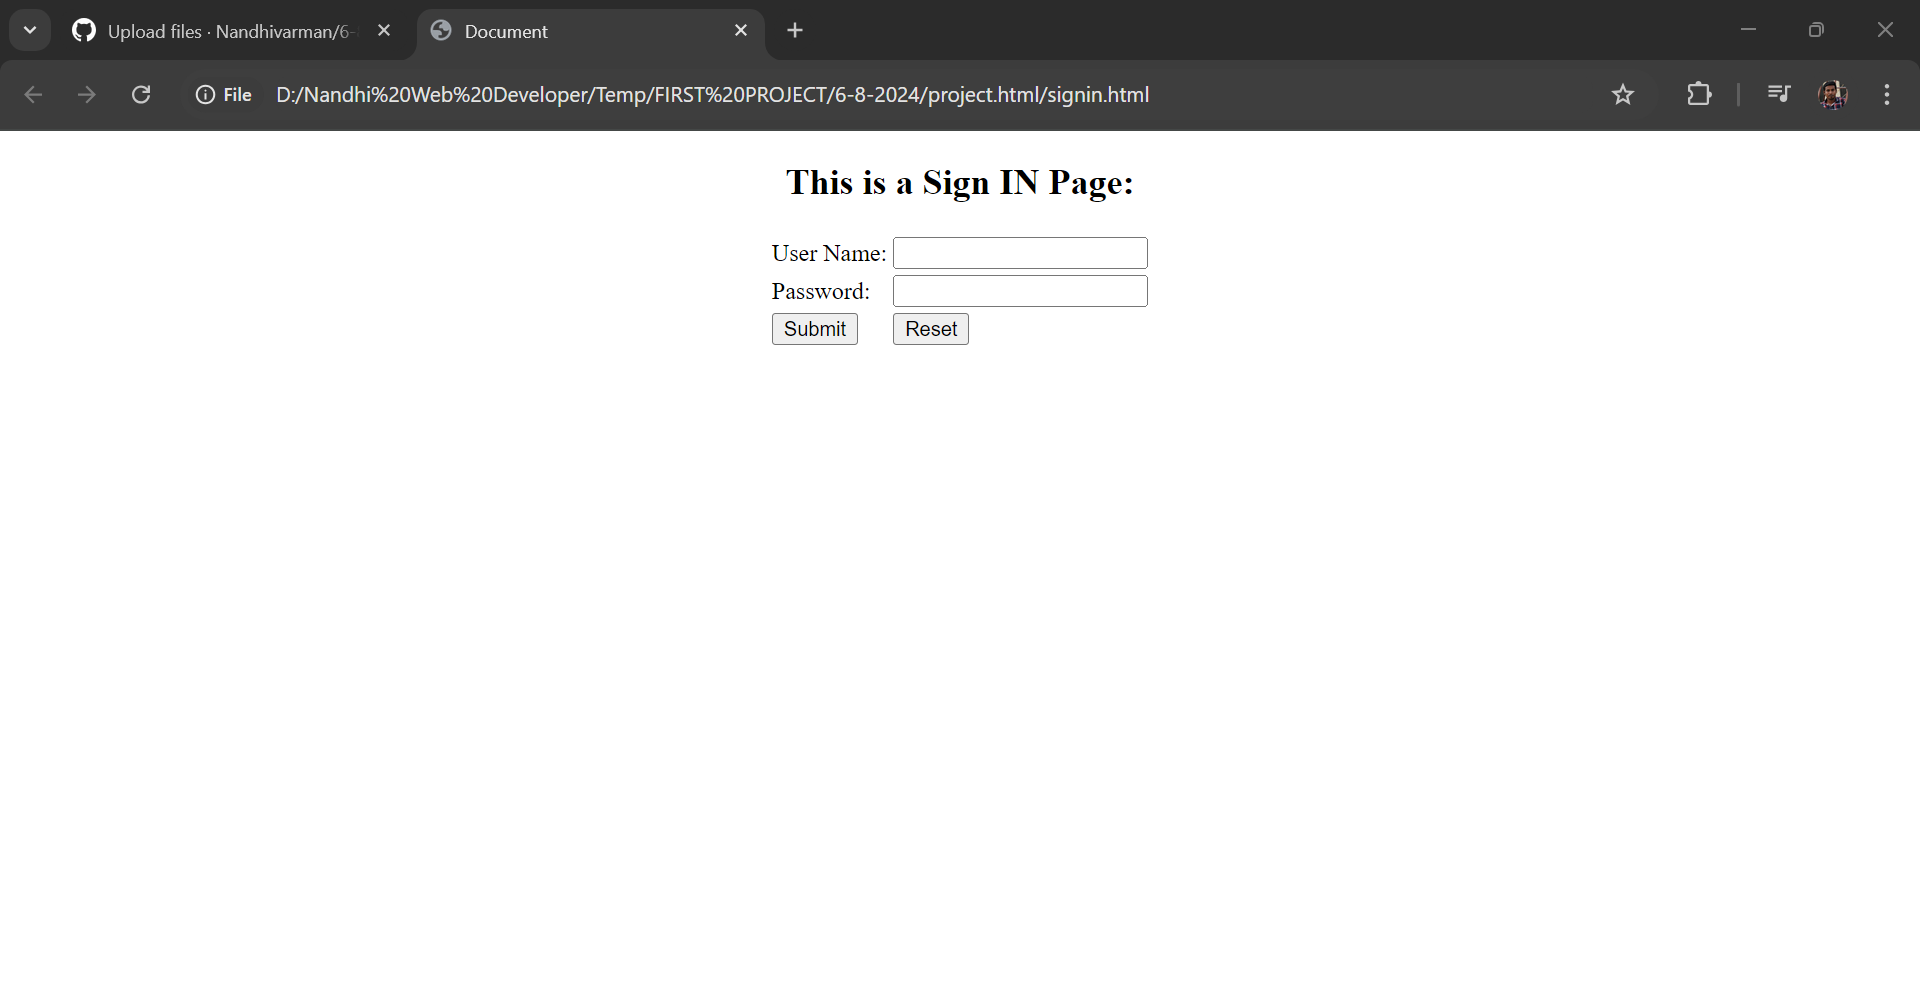 Upload files · Nandhivarman/6-
Document
File D:/Nandhi%20Web%20Developer/Temp/FIRST%20PROJECT/6-8-2024/project.html/signin.html
This is a Sign IN Page:
User Name:
Password:
Submit Reset